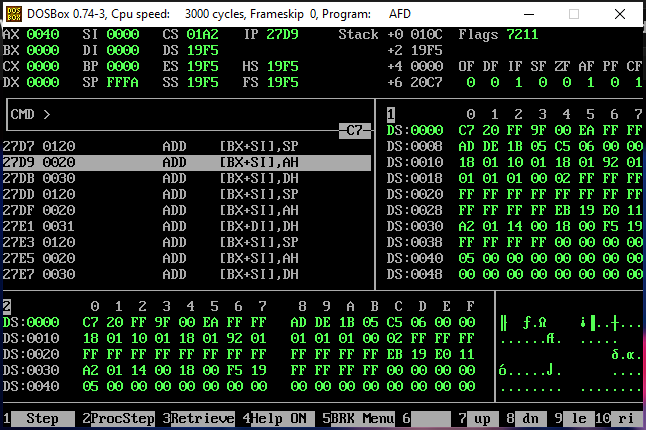 DOS BOX DOSBox 0.74-3, Cpu speed: 3000 cycles, Frameskip 0, Program: AFD
AX 0040 SI 0000 CS 01A2 IP 27D9 Stack +0 010C Flags 7211
BX 0000 DI 0000 DS 19F5 +2 19F5
CX 0000 BP 0000 ES 19F5 HS 19F5 +4 0000 OF DF IF SF ZF AF PF CF
DX 0000 SP FFFA SS 19F5 FS 19F5 +6 20C7 0 0 1 0 0 1 0 1
CMD >
C7
27D7 0120 ADD [BX+SI],SP
27D9 0020 ADD [BX+SI],AH
27DB 0030 ADD [BX+SI],DH
27DD 0120 ADD [BX+SI],SP
27DF 0020 ADD [BX+SI],AH
27E1 0031 ADD [BX+DI],DH
27E3 0120 ADD [BX+SI],SP
27E5 0020 ADD [BX+SI],AH
27E7 0030 ADD [BX+SI],DH
1 0 1 2 3 4 5 6 7
DS:0000 C7 20 FF 9F 00 EA FF FF
DS:0008 AD DE 1B 05 C5 06 00 00
DS:0010 18 01 10 01 18 01 92 01
DS:0018 01 01 01 00 02 FF FF FF
DS:0020 FF FF FF FF FF FF FF FF
DS:0028 FF FF FF FF EB 19 E0 11
DS:0030 A2 01 14 00 18 00 F5 19
DS:0038 FF FF FF FF 00 00 00 00
DS:0040 05 00 00 00 00 00 00 00
DS:0048 00 00 00 00 00 00 00 00
2 0 1 2 3 4 5 6 7 8 9 A B C D E F
DS:0000 C7 20 FF 9F 00 EA FF FF AD DE 1B 05 C5 06 00 00 ╟ ƒ.Ω ¡▐..┼...
DS:0010 18 01 10 01 18 01 92 01 01 01 01 00 02 FF FF FF ......Æ. .....
DS:0020 FF FF FF FF FF FF FF FF FF FF FF FF EB 19 E0 11 δ.α.
DS:0030 A2 01 14 00 18 00 F5 19 FF FF FF FF 00 00 00 00 ó.....⌡. ....
DS:0040 05 00 00 00 00 00 00 00 00 00 00 00 00 00 00 00 ........ ........
1 Step 2ProcStep 3Retrieve 4Help ON 5BRK Menu 6 7 up 8 dn 9 le 10 ri